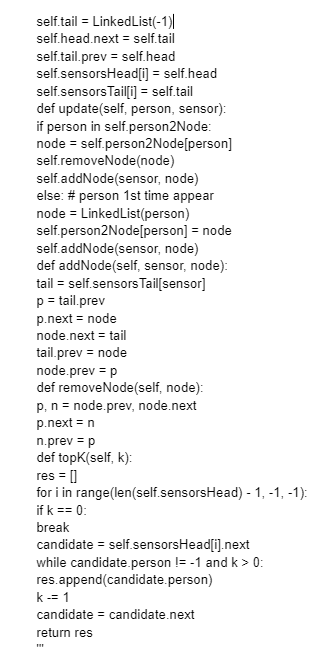 self.tail = LinkedList(-1)
self.head.next = self.tail
self.tail.prev = self.head
self.sensorsHead[i] = self.head
self.sensorsTail[i] = self.tail
def update(self, person, sensor):
if person in self.person2Node:
node = self.person2Node[person]
self.removeNode(node)
self.addNode(sensor, node)
else: # person 1st time appear
node = LinkedList(person)
self.person2Node[person] = node
self.addNode(sensor, node)
def addNode(self, sensor, node):
tail = self.sensorsTail[sensor]
p = tail.prev
p.next = node
node.next = tail
tail.prev = node
node.prev = p
def removeNode(self, node):
p, n = node.prev, node.next
p.next = n
n.prev = p
def topK(self, k):
res = []
for i in range(len(self.sensorsHead) - 1, -1, -1):
if k == 0:
break
candidate = self.sensorsHead[i].next
while candidate.person != -1 and k > 0:
res.append(candidate.person)
k -= 1
candidate = candidate.next
return res
'''